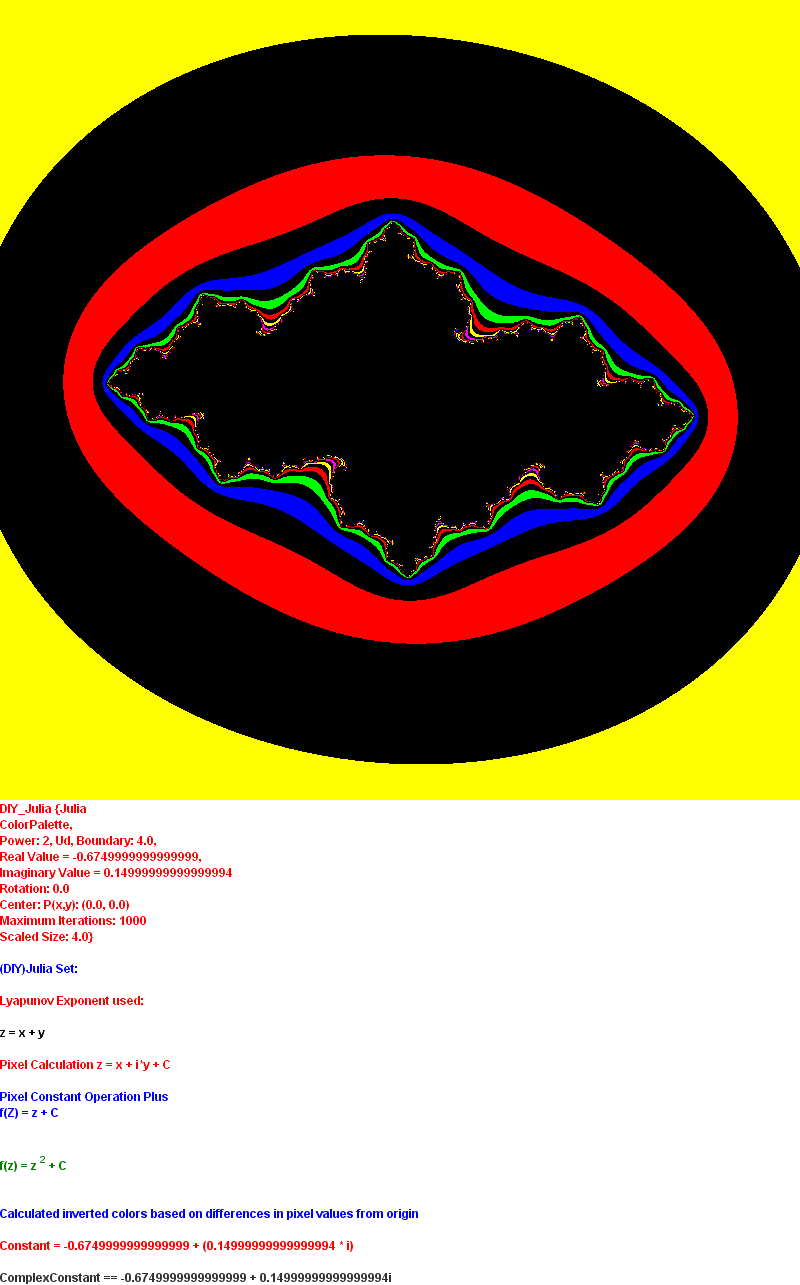 DIY_Julia {Julia
ColorPalette,
Power: 2, Ud, Boundary: 4.0,
Real Value = -0.6749999999999999,
Imaginary Value = 0.14999999999999994
Rotation: 0.0
Center: P(x,y): (0.0, 0.0)
Maximum Iterations: 1000
Scaled Size: 4.0}
(DIY)Julia Set:
Lyapunov Exponent used:
z = x + y
Pixel Calculation z = x + i*y + C
Pixel Constant Operation Plus
f(Z) = z + C
f(z) = z 2 + C
Calculated inverted colors based on differences in pixel values from origin
Constant = -0.6749999999999999 + (0.14999999999999994 * i)
ComplexConstant == -0.6749999999999999 + 0.14999999999999994i